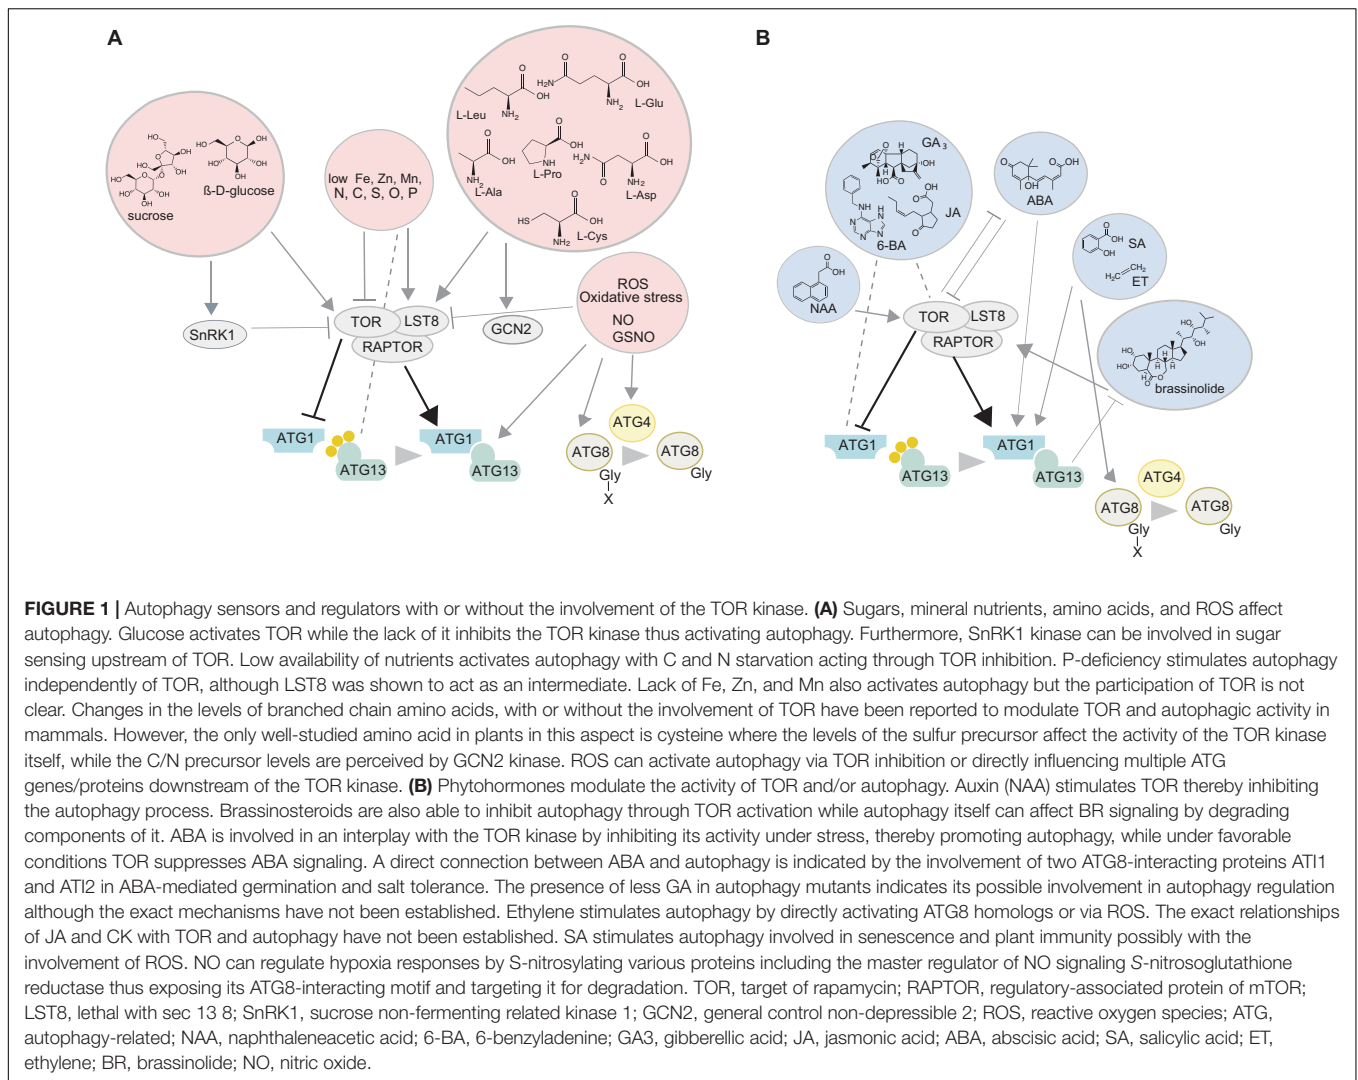 A
B
L-Leu
L-Glu
L-Ala
L-Pro
L-Asp
L-Cys
sucrose
ß-D-glucose
low Fe, Zn, Mn,
N, C, S, O, P
ROS
Oxidative stress
NO
GSNO
SnRK1
TOR
LST8
RAPTOR
GCN2
ATG1
ATG13
ATG1
ATG13
ATG4
ATG8
Gly
X
ATG8
Gly
GA3
JA
6-BA
ABA
NAA
SA
ET
brassinolide
TOR
LST8
RAPTOR
ATG1
ATG13
ATG1
ATG13
ATG4
ATG8
Gly
X
ATG8
Gly
FIGURE 1 | Autophagy sensors and regulators with or without the involvement of the TOR kinase. (A) Sugars, mineral nutrients, amino acids, and ROS affect
autophagy. Glucose activates TOR while the lack of it inhibits the TOR kinase thus activating autophagy. Furthermore, SnRK1 kinase can be involved in sugar
sensing upstream of TOR. Low availability of nutrients activates autophagy with C and N starvation acting through TOR inhibition. P-deficiency stimulates autophagy
independently of TOR, although LST8 was shown to act as an intermediate. Lack of Fe, Zn, and Mn also activates autophagy but the participation of TOR is not
clear. Changes in the levels of branched chain amino acids, with or without the involvement of TOR have been reported to modulate TOR and autophagic activity in
mammals. However, the only well-studied amino acid in plants in this aspect is cysteine where the levels of the sulfur precursor affect the activity of the TOR kinase
itself, while the C/N precursor levels are perceived by GCN2 kinase. ROS can activate autophagy via TOR inhibition or directly influencing multiple ATG
genes/proteins downstream of the TOR kinase. (B) Phytohormones modulate the activity of TOR and/or autophagy. Auxin (NAA) stimulates TOR thereby inhibiting
the autophagy process. Brassinosteroids are also able to inhibit autophagy through TOR activation while autophagy itself can affect BR signaling by degrading
components of it. ABA is involved in an interplay with the TOR kinase by inhibiting its activity under stress, thereby promoting autophagy, while under favorable
conditions TOR suppresses ABA signaling. A direct connection between ABA and autophagy is indicated by the involvement of two ATG8-interacting proteins ATI1
and ATI2 in ABA-mediated germination and salt tolerance. The presence of less GA in autophagy mutants indicates its possible involvement in autophagy regulation
although the exact mechanisms have not been established. Ethylene stimulates autophagy by directly activating ATG8 homologs or via ROS. The exact relationships
of JA and CK with TOR and autophagy have not been established. SA stimulates autophagy involved in senescence and plant immunity possibly with the
involvement of ROS. NO can regulate hypoxia responses by S-nitrosylating various proteins including the master regulator of NO signaling S-nitrosoglutathione
reductase thus exposing its ATG8-interacting motif and targeting it for degradation. TOR, target of rapamycin; RAPTOR, regulatory-associated protein of mTOR;
LST8, lethal with sec 13 8; SnRK1, sucrose non-fermenting related kinase 1; GCN2, general control non-depressible 2; ROS, reactive oxygen species; ATG,
autophagy-related; NAA, naphthaleneacetic acid; 6-BA, 6-benzyladenine; GA3, gibberellic acid; JA, jasmonic acid; ABA, abscisic acid; SA, salicylic acid; ET,
ethylene; BR, brassinolide; NO, nitric oxide.